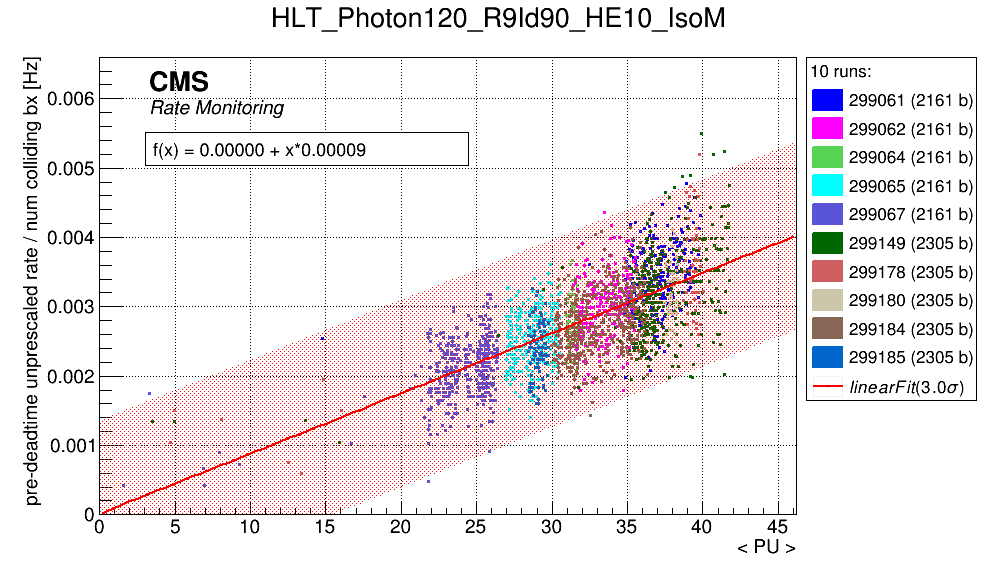 HLT_Photon120_R9Id90_HE10_IsoM
pre-deadtime unprescaled rate / num colliding bx [Hz]
CMS
Rate Monitoring
f(x) = 0.00000 + x*0.00009
0.006
0.005
0.004
0.003
0.002
0.001
0
0 5 10 15 20 25 30 35 40 45
< PU >
10 runs:
299061 (2161 b)
299062 (2161 b)
299064 (2161 b)
299065 (2161 b)
299067 (2161 b)
299149 (2305 b)
299178 (2305 b)
299180 (2305 b)
299184 (2305 b)
299185 (2305 b)
linearFit(3.0σ)